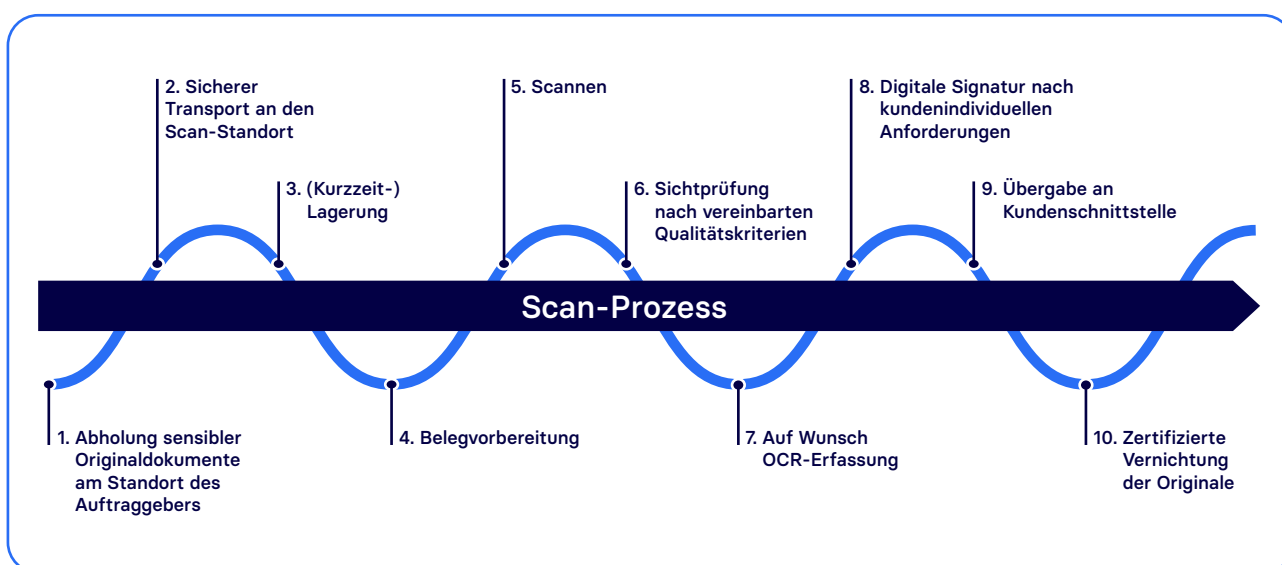 2. Sicherer
Transport an den
Scan-Standort
5. Scannen
8. Digitale Signatur nach
kundenindividuellen
Anforderungen
3. (Kurzzeit-)
Lagerung
6. Sichtprüfung
nach vereinbarten
Qualitätskriterien
9. Übergabe an
Kundenschnittstelle
Scan-Prozess
1. Abholung sensibler
Originaldokumente
am Standort des
Auftraggebers
4. Belegvorbereitung
7. Auf Wunsch
OCR-Erfassung
10. Zertifizierte
Vernichtung
der Originale